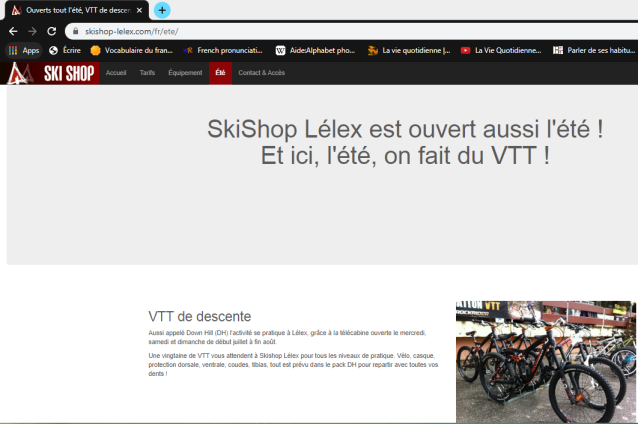 Ouverts tout l'été, VTT de descen
skishop-lelex.com/fr/ete/
Apps Écrire Vocabulaire du fran... French pronunciati... AiderAlphabet pho... La vie quotidienne |... La Vie Quotidienne... Parler de ses habitu...
SKI SHOP Accueil Tarifs Équipement Été Contact & Accès
SkiShop Lélex est ouvert aussi l'été !
Et ici, l'été, on fait du VTT !
VTT de descente
Aussi appelé Down Hill (DH) l'activité se pratique à Lélex, grâce à la télécabine ouverte le mercredi,
samedi et dimanche de début juillet à fin août.
Une vingtaine de VTT vous attendent à Skishop Lélex pour tous les niveaux de pratique. Vélo, casque,
protection dorsale, ventrale, coudes, tibias, tout est prévu dans le pack DH pour repartir avec toutes vos
dents !
VTT
ROCKRIDER